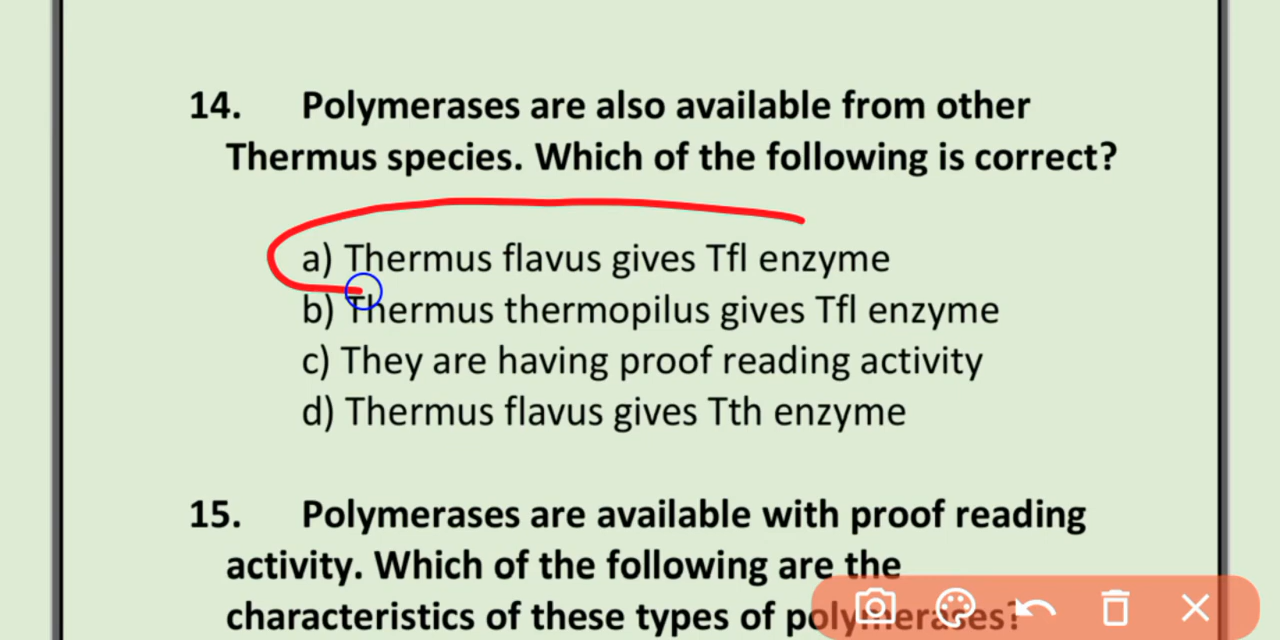 14. Polymerases are also available from other
Thermus species. Which of the following is correct?
a) Thermus flavus gives Tfl enzyme
b) Thermus thermopilus gives Tfl enzyme
c) They are having proof reading activity
d) Thermus flavus gives Tth enzyme
15. Polymerases are available with proof reading
activity. Which of the following are the
characteristics of these types of polymerases?